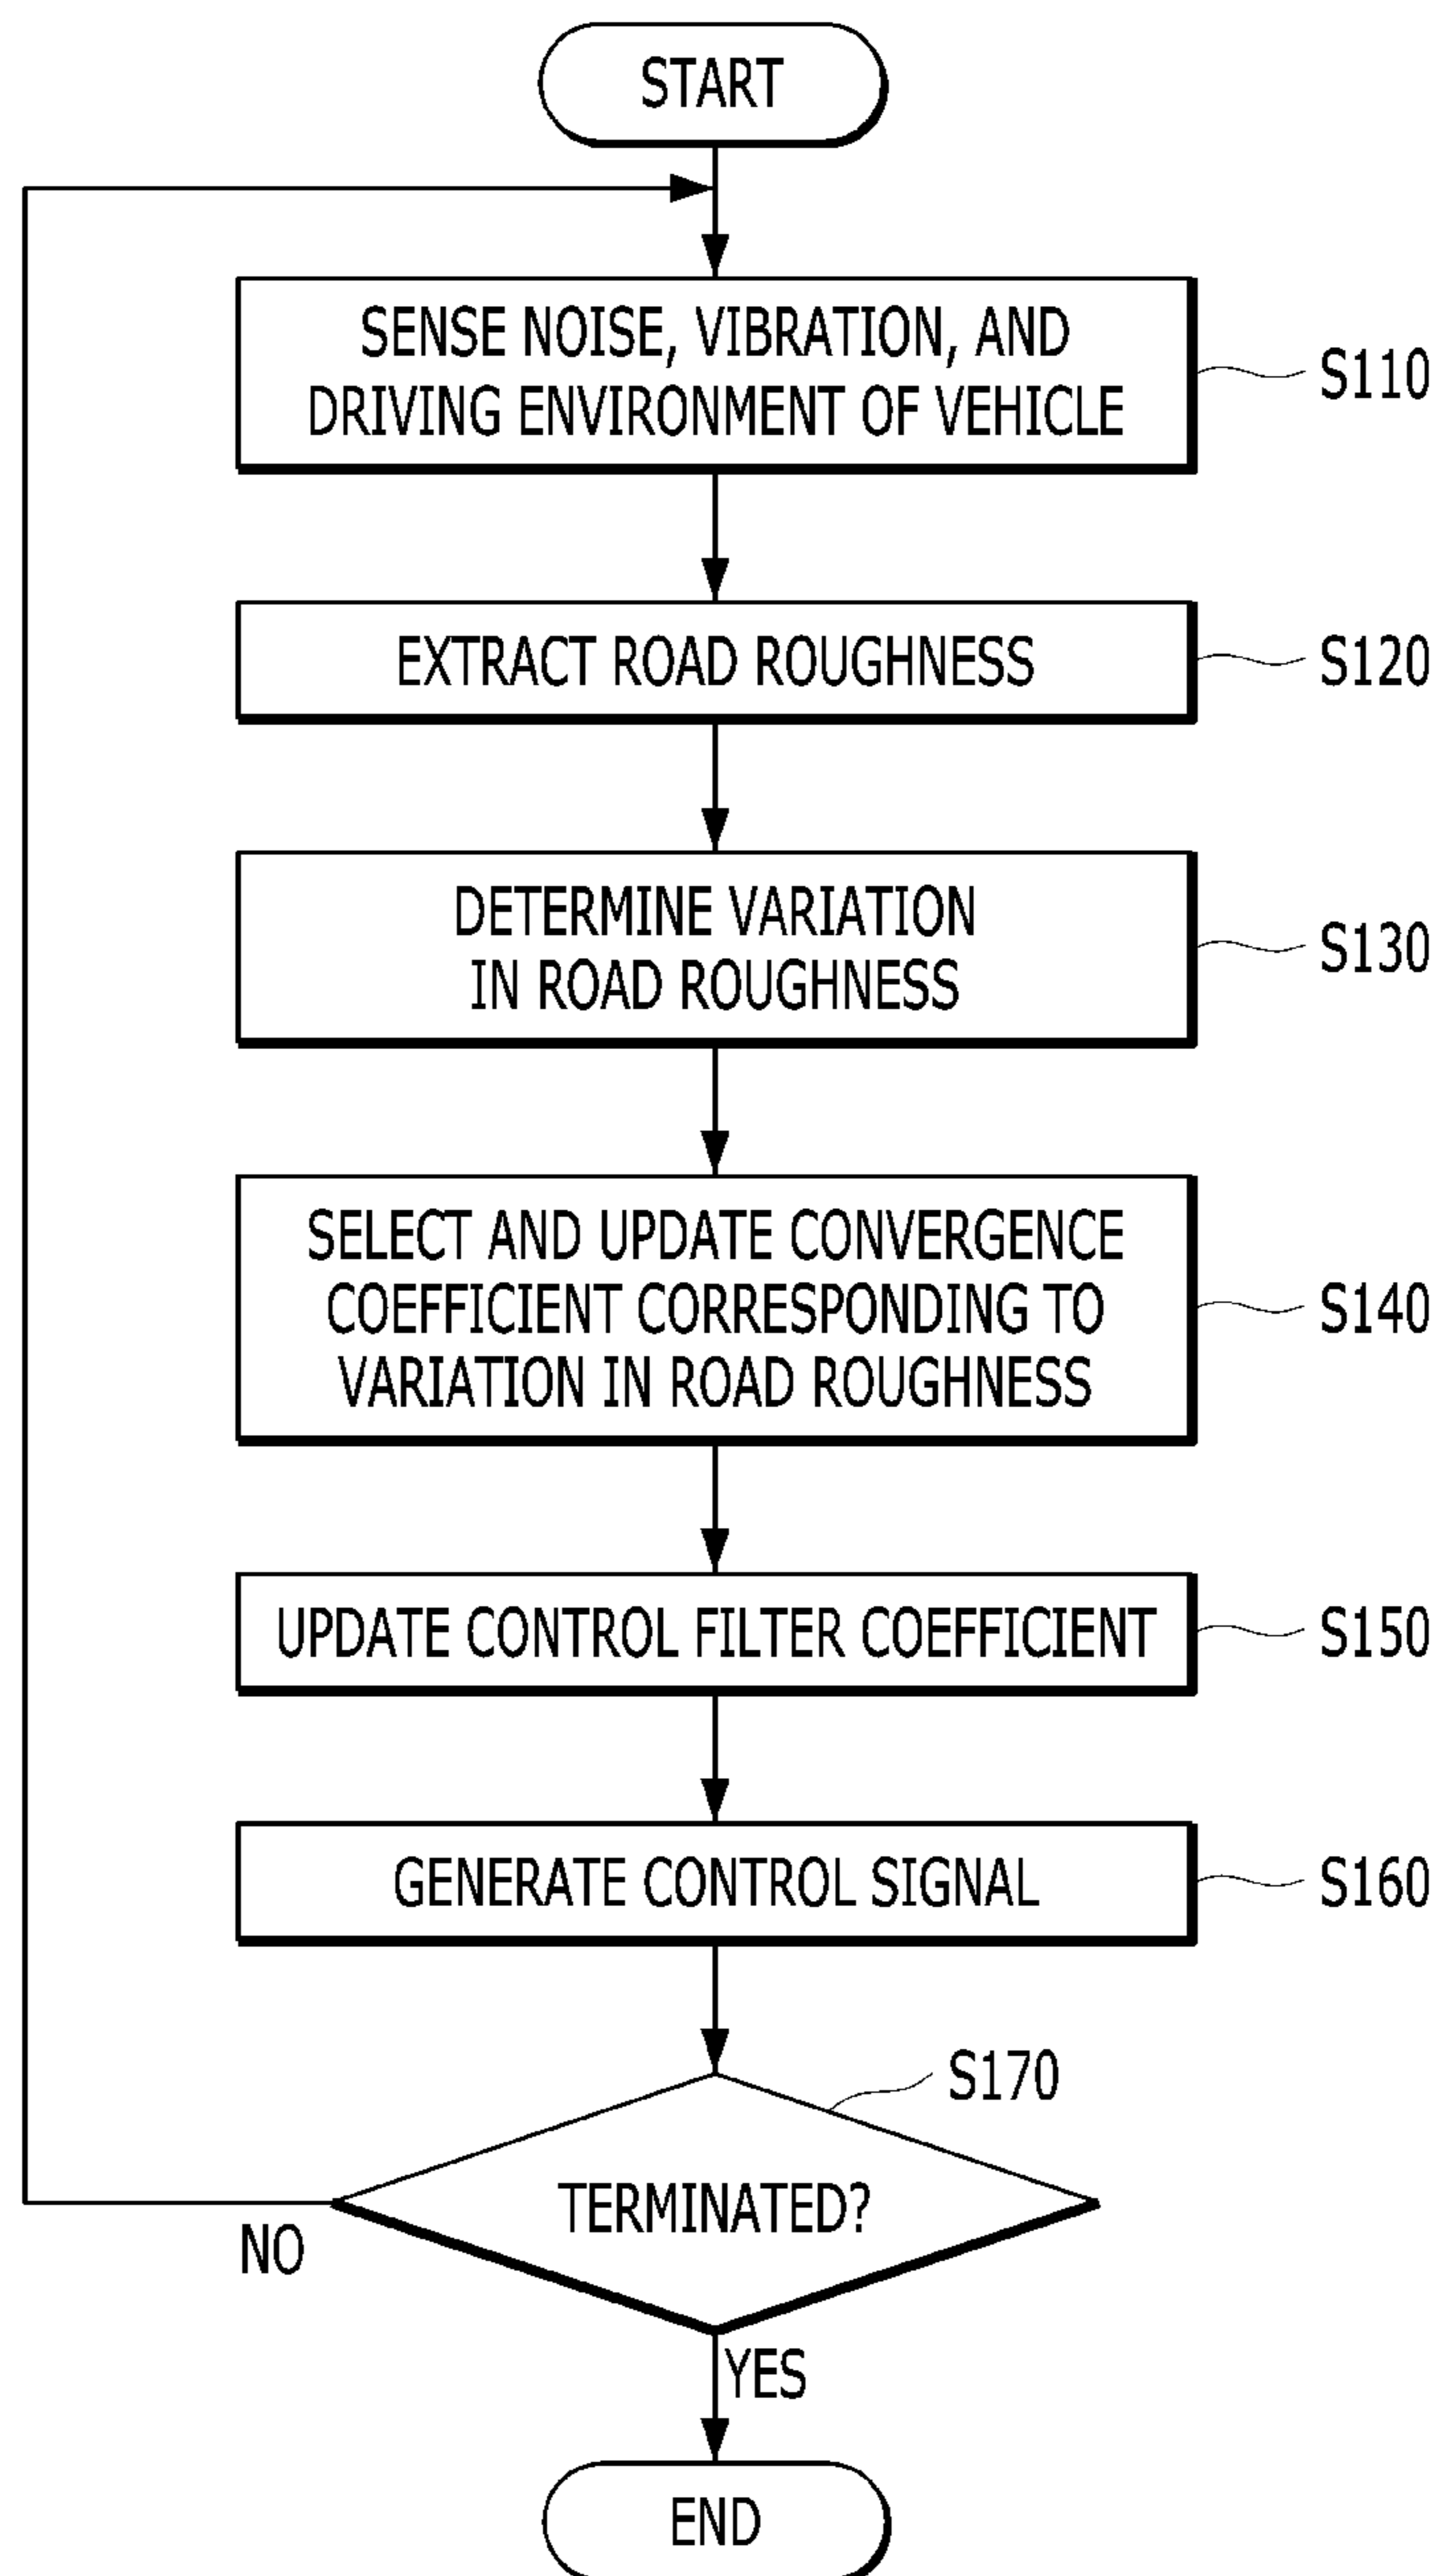 START
SENSE NOISE, VIBRATION, AND
DRIVING ENVIRONMENT OF VEHICLE
S110
EXTRACT ROAD ROUGHNESS
S120
DETERMINE VARIATION
IN ROAD ROUGHNESS
S130
SELECT AND UPDATE CONVERGENCE
COEFFICIENT CORRESPONDING TO
VARIATION IN ROAD ROUGHNESS
S140
UPDATE CONTROL FILTER COEFFICIENT
S150
GENERATE CONTROL SIGNAL
S160
S170
TERMINATED?
NO
YES
END